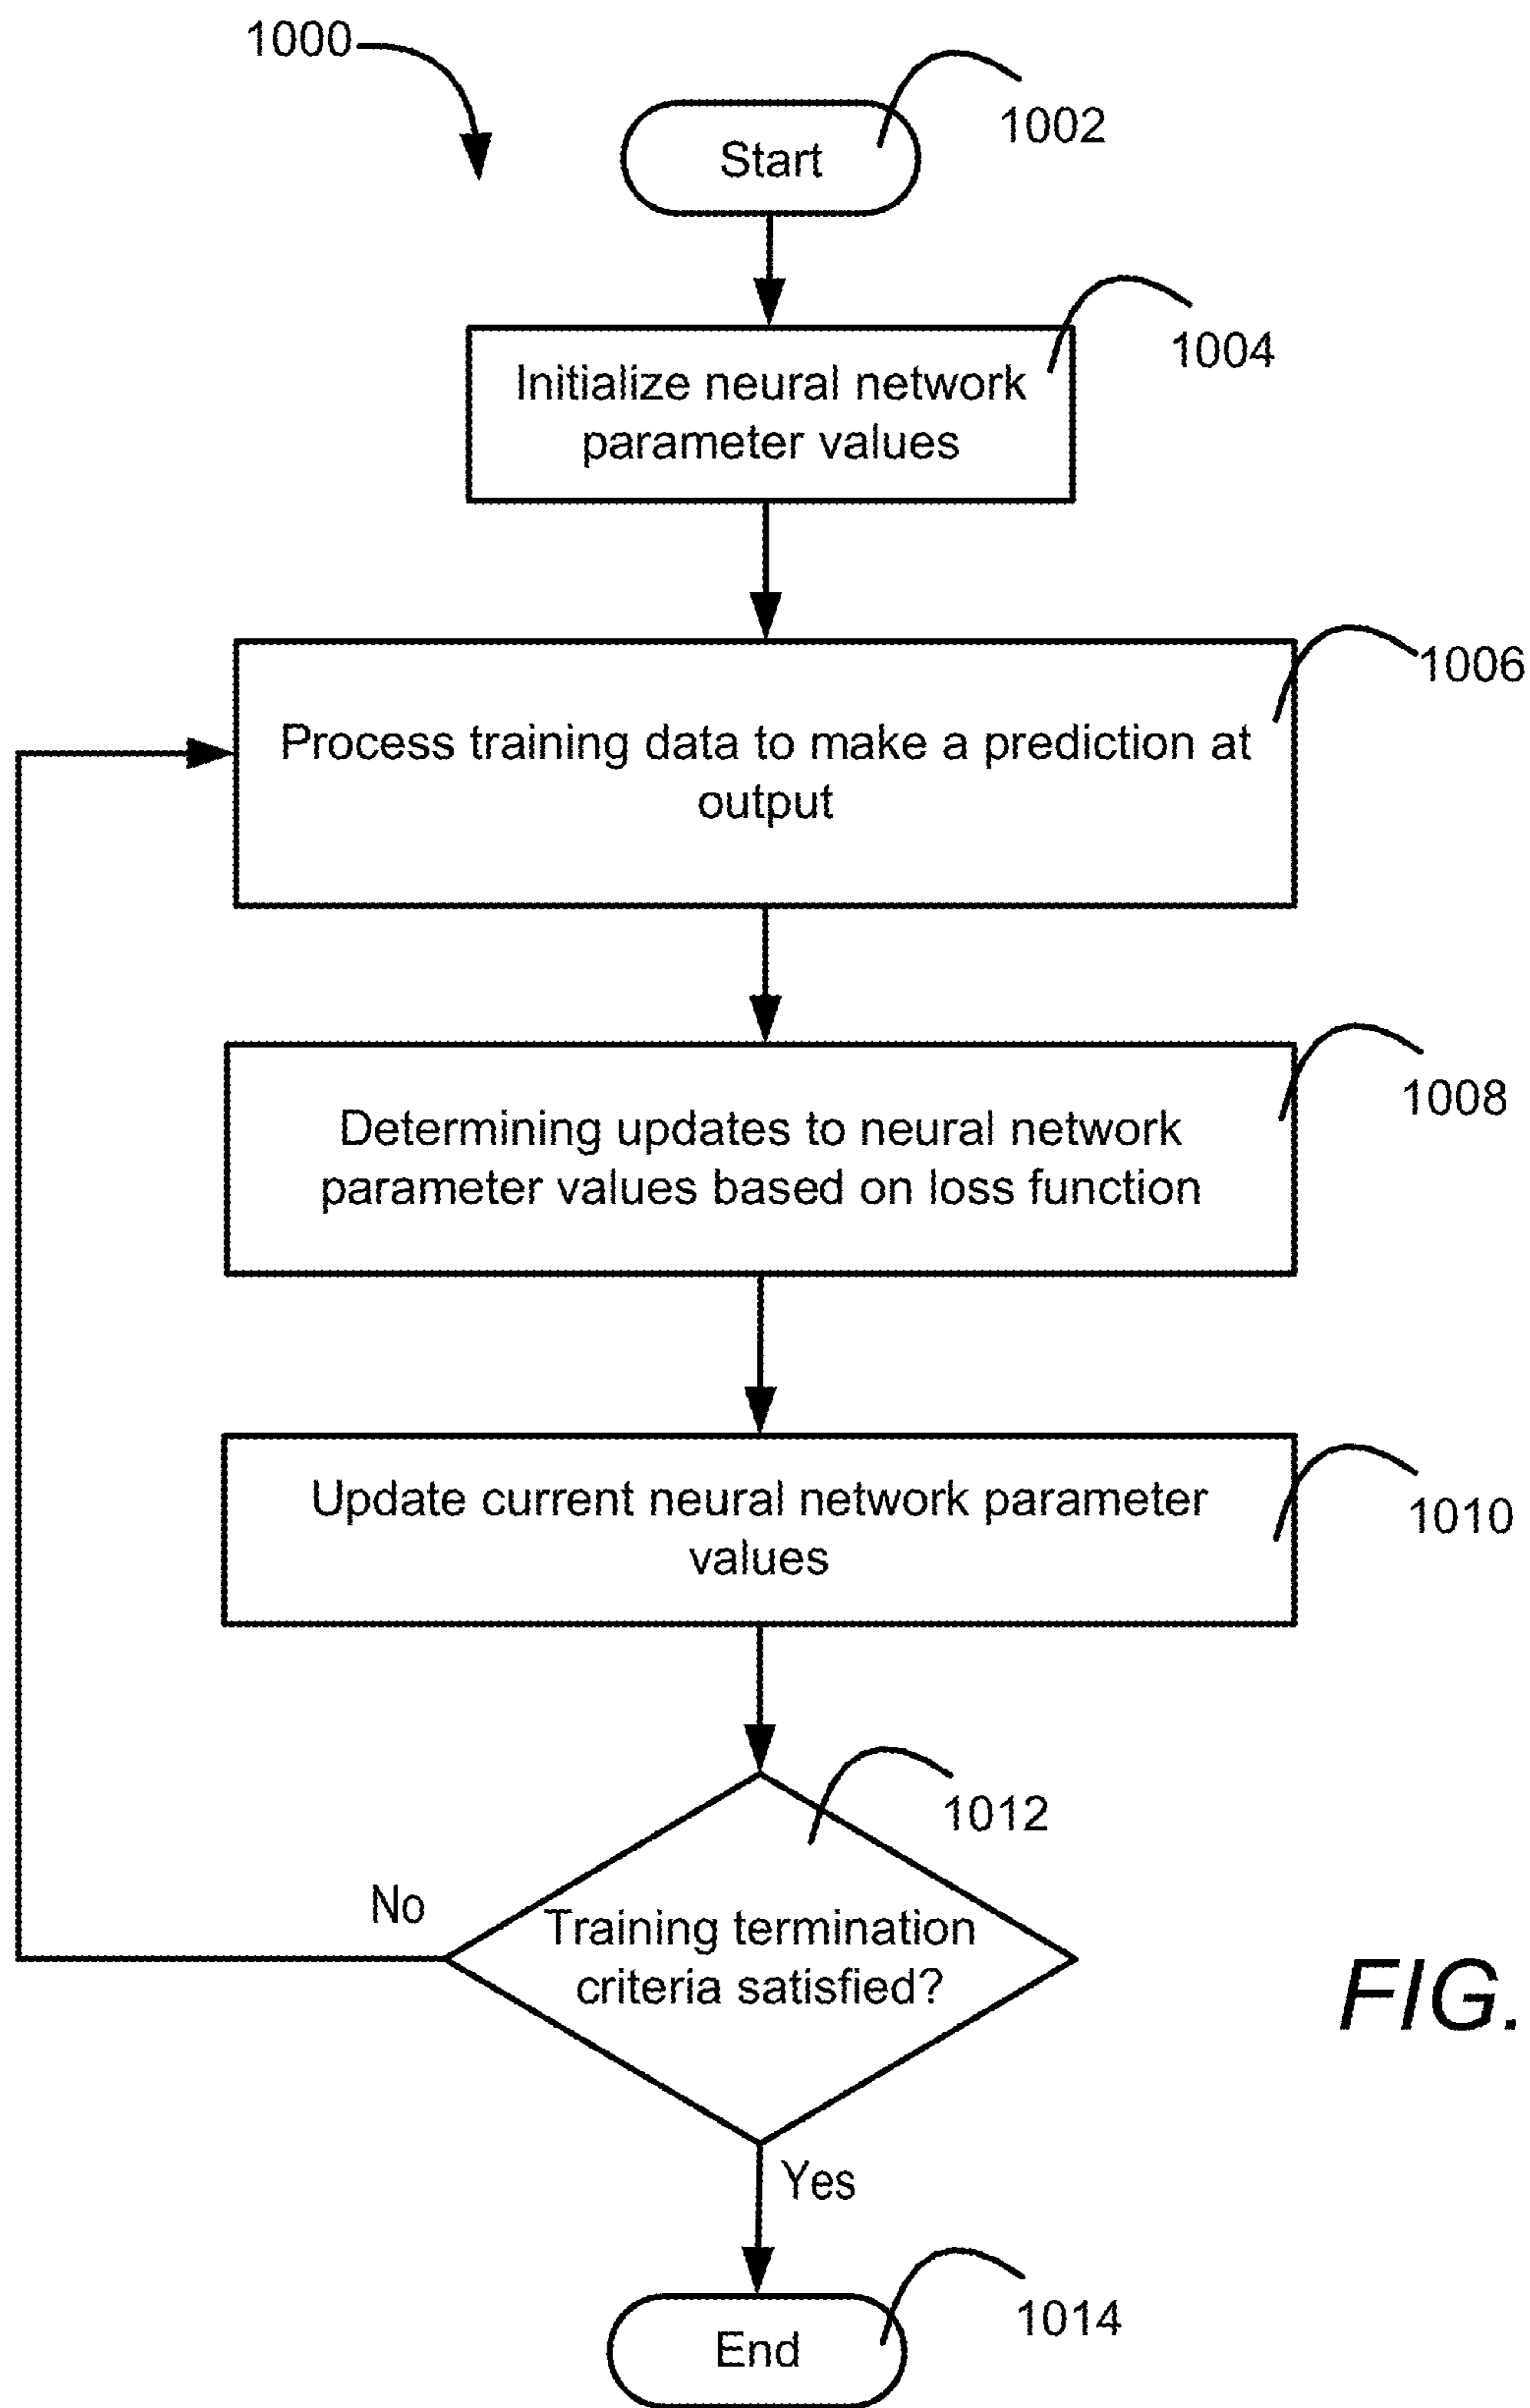 1000
1002
Start
1004
Initialize neural network
parameter values
1006
Process training data to make a prediction at
output
1008
Determining updates to neural network
parameter values based on loss function
1010
Update current neural network parameter
values
1012
No
Training termination
criteria satisfied?
FIG.
Yes
1014
End